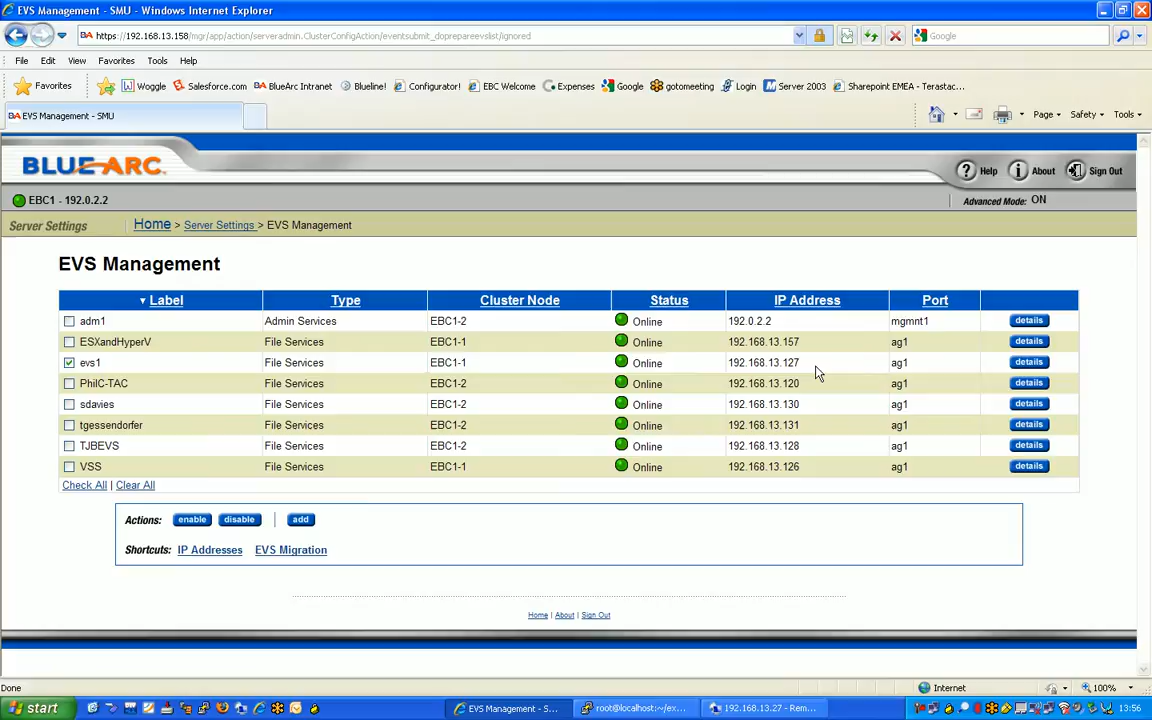 EVS Management - SMU - Windows Internet Explorer
https://192.168.13.158/mgr/app/action/serveradmin.ClusterConfigAction/eventsubmit_doprepareevslist/ignored
Google
File Edit View Favorites Tools Help
Favorites Woggle Salesforce.com BA BlueArc Intranet Blueline! Configurator! EBC Welcome Expenses Google gotomeeting Login Server 2003 Sharepoint EMEA - Terastac...
BA EVS Management - SMU
Page Safety Tools
BLUE ARC
? Help i About Sign Out
EBC1 - 192.0.2.2
Advanced Mode: ON
Server Settings Home > Server Settings > EVS Management
EVS Management
Label Type Cluster Node Status IP Address Port
adm1 Admin Services EBC1-2 Online 192.0.2.2 mgmnt1 details
ESXandHyperV File Services EBC1-1 Online 192.168.13.157 ag1 details
evs1 File Services EBC1-1 Online 192.168.13.127 ag1 details
PhilC-TAC File Services EBC1-2 Online 192.168.13.120 ag1 details
sdavies File Services EBC1-2 Online 192.168.13.130 ag1 details
tgessendorfer File Services EBC1-2 Online 192.168.13.131 ag1 details
TJBEVS File Services EBC1-2 Online 192.168.13.128 ag1 details
VSS File Services EBC1-1 Online 192.168.13.126 ag1 details
Check All | Clear All
Actions: enable disable | add
Shortcuts: IP Addresses EVS Migration
Home | About | Sign Out
Done Internet 100%
start EVS Management - S... root@localhost:~/ex... 192.168.13.27 - Rem... 13:56